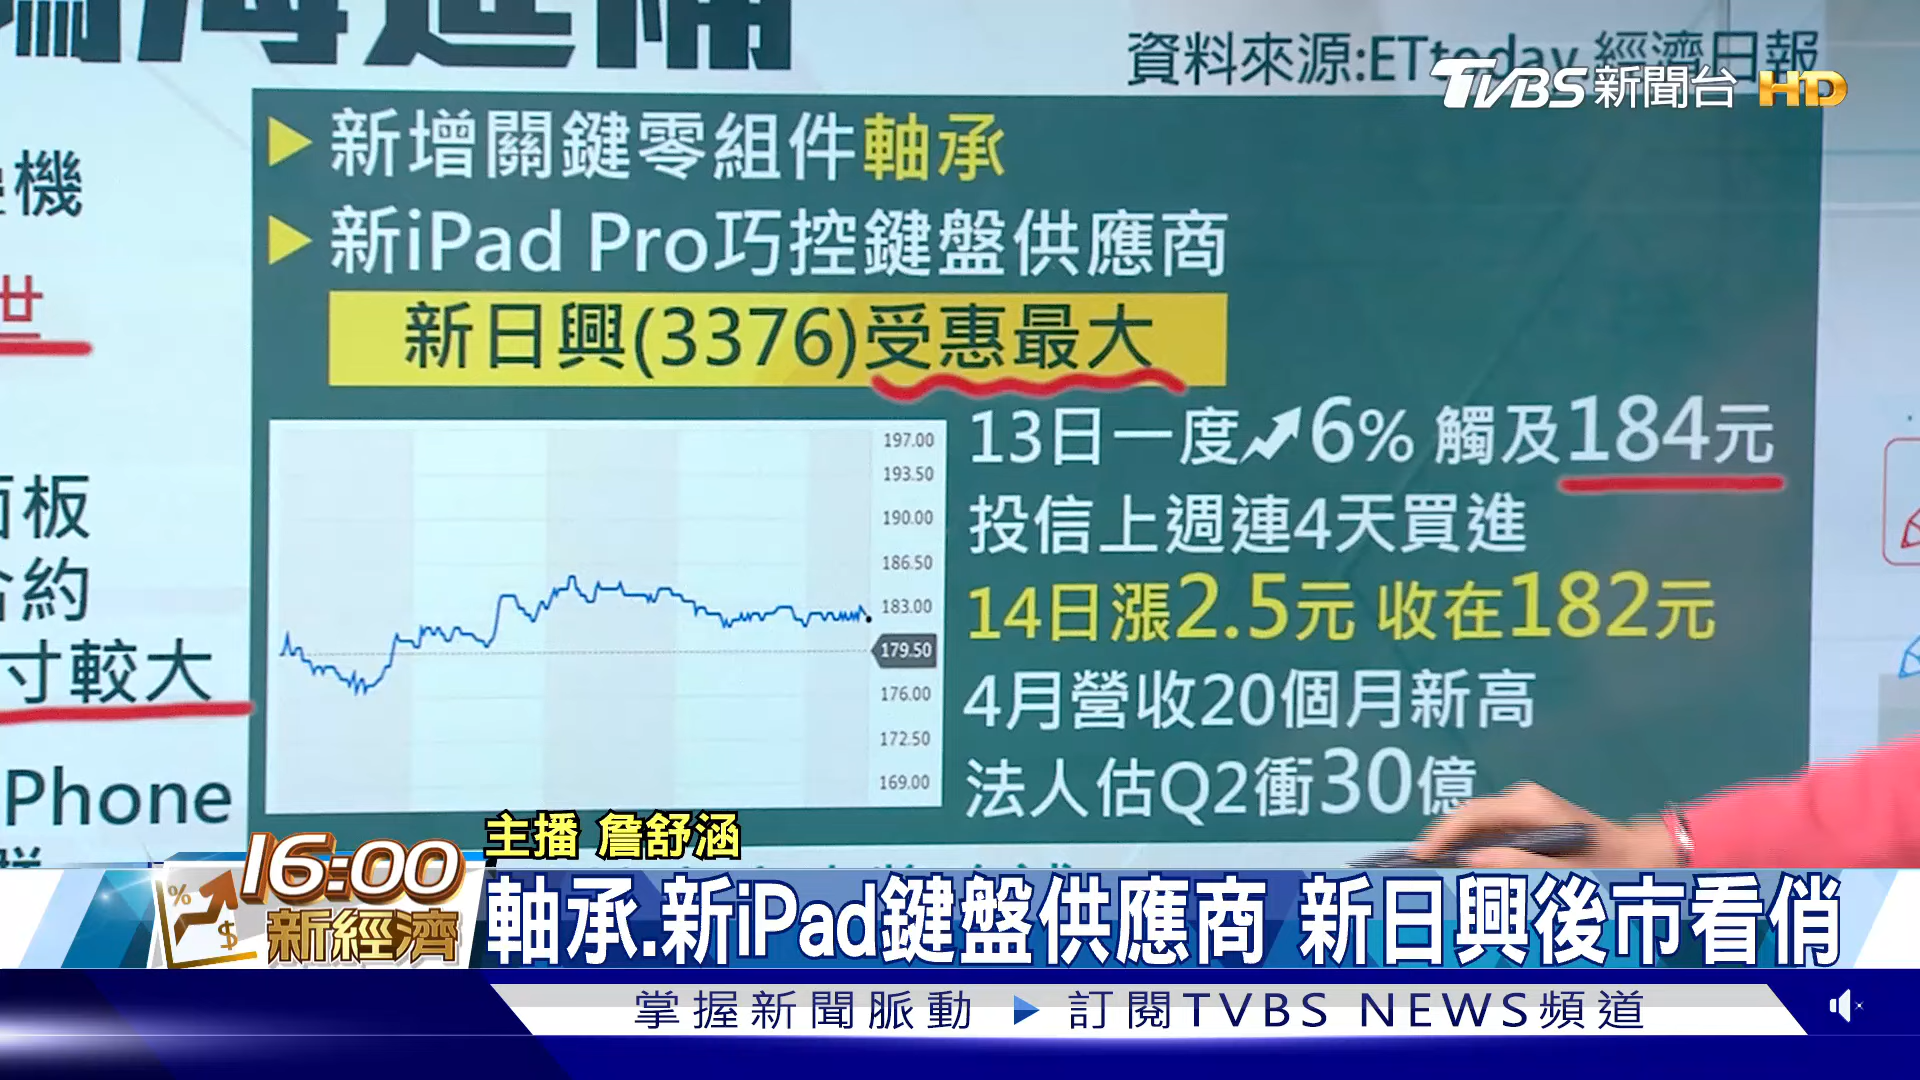 資料來源:ETtoday.經濟日報
TVBS新聞台 HD
新增關鍵零組件軸承
新iPad Pro巧控鍵盤供應商
新日興(3376)受惠最大
機
世
面板
合約
寸較大
iPhone
197.00
193.50
190.00
186.50
183.00
179.50
176.00
172.50
169.00
13日一度6% 觸及184元
投信上週連4天買進
14日漲2.5元 收在182元
4月營收20個月新高
法人估Q2衝30億
主播 詹舒涵
16:00
% $
新經濟
軸承.新iPad鍵盤供應商 新日興後市看俏
掌握新聞脈動 訂閱TVBS NEWS頻道